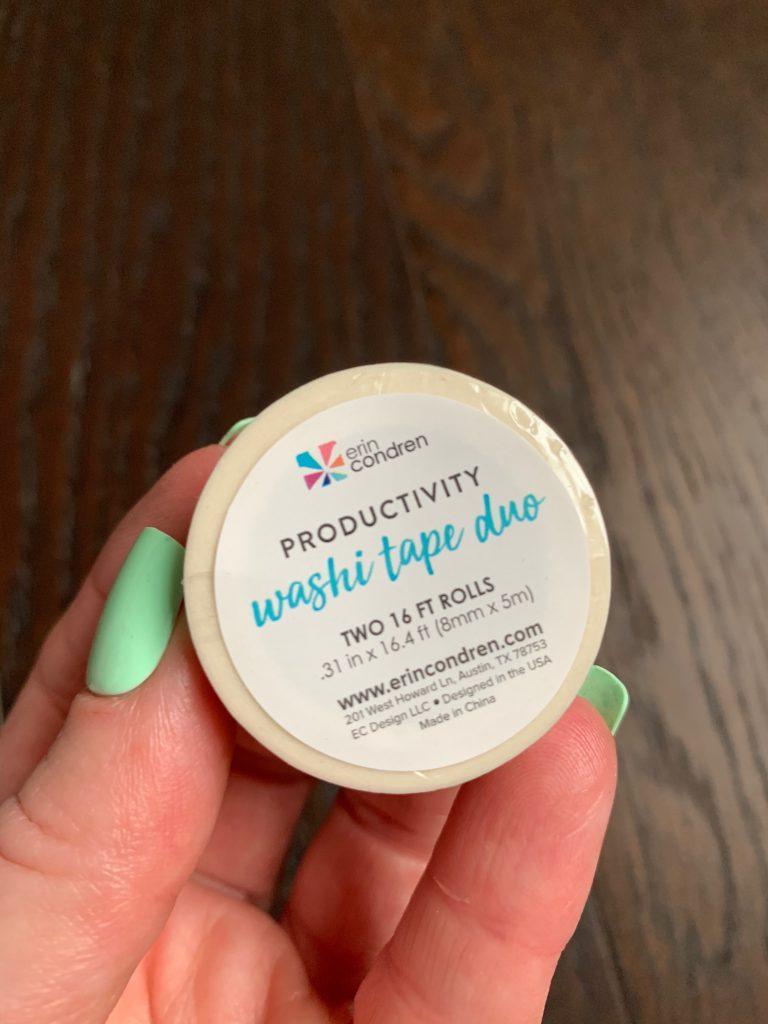 erin
condren
PRODUCTIVITY
washi tape duo
TWO 16 FT ROLLS
.31 in x 16.4 ft (8mm x 5m)
www.erincondren.com
201 West Howard Ln, Austin, TX 78753
EC Design LLC • Designed in the USA
Made in China